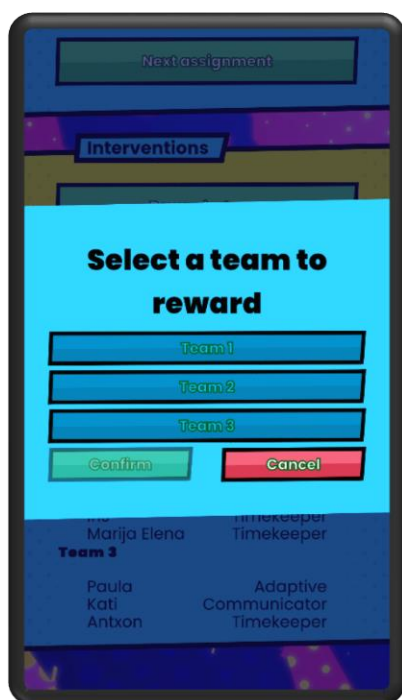 Next assignment
Interventions
Select a team to
reward
Team 1
Team 2
Team 3
Confirm
Cancel
Timekeeper
Marija Elena Timekeeper
Team 3
Paula Adaptive
Kati Communicator
Antxon Timekeeper